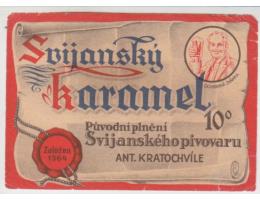 Svijanský
karamel
10°
Původní plnění
Svijanského pivovaru
ANT. KRATOCHVÍLE
Založen
1564